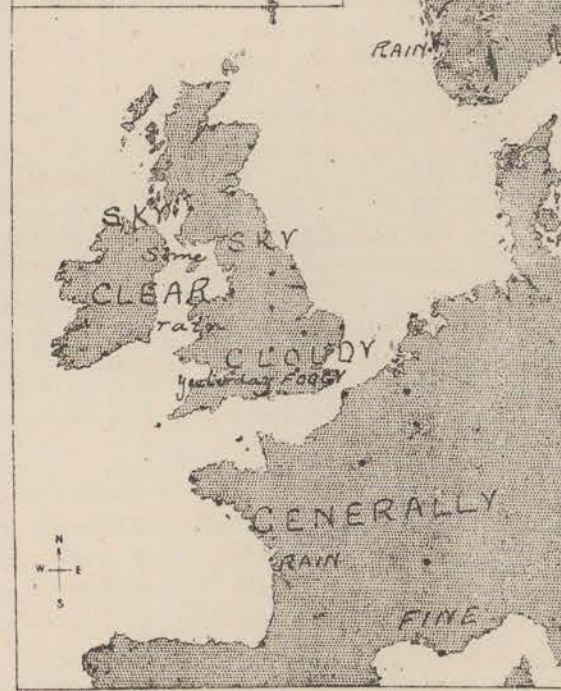 RAIN
SKY
SKY
Some
CLEAR
rain
CLOUDY
yesterday FOGGY
GENERALLY
RAIN
FINE
N
W E
S